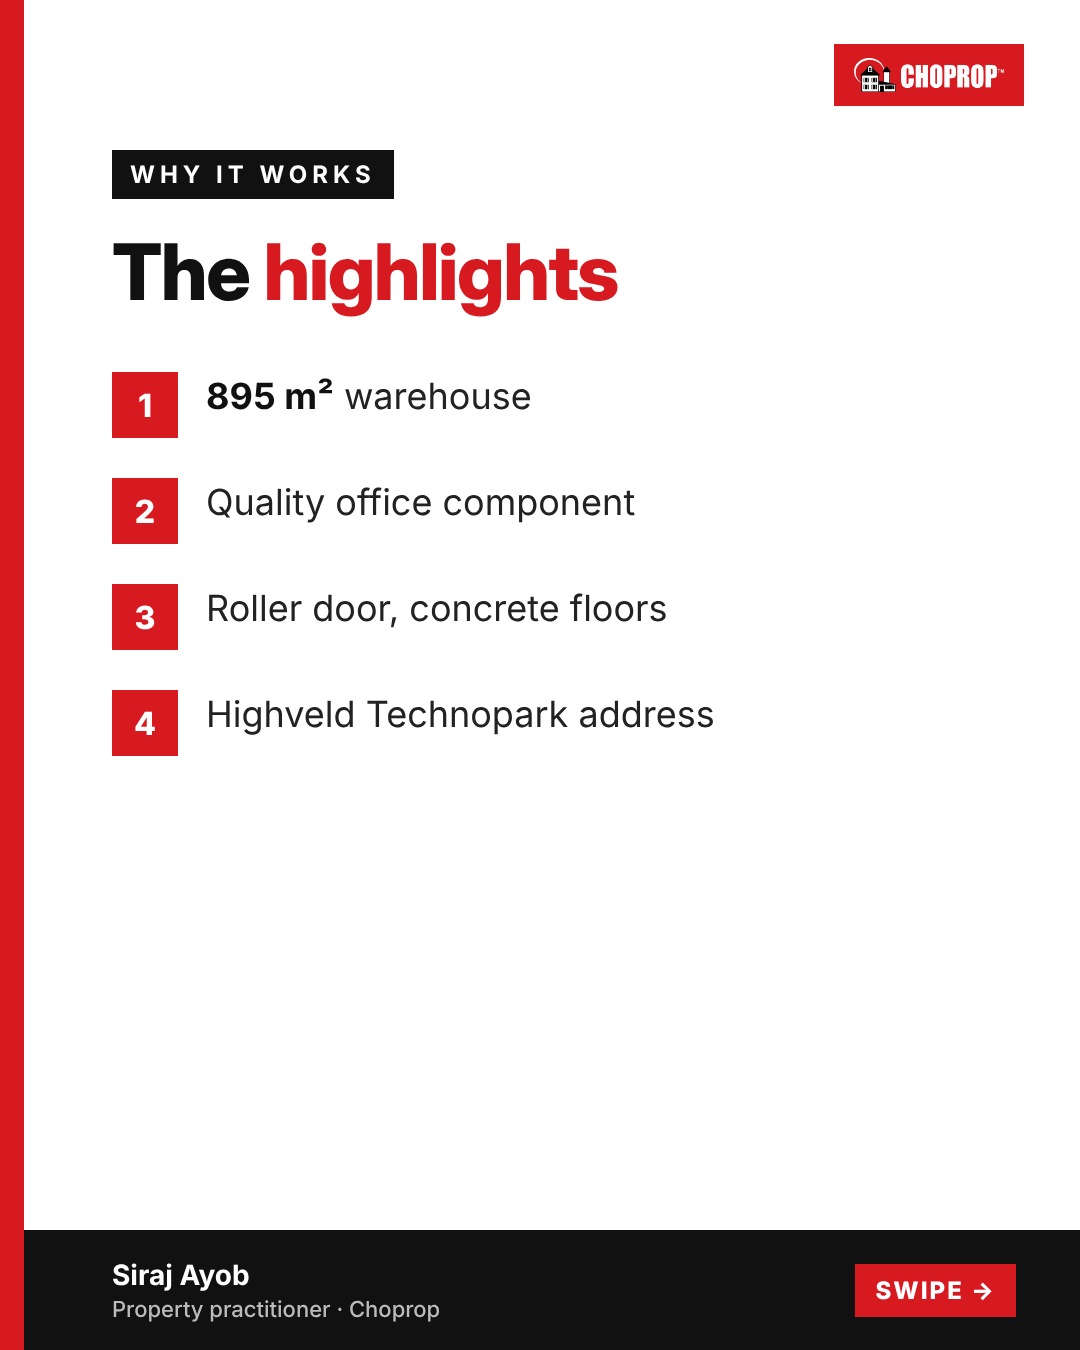 CHOPROP™
WHY IT WORKS
The highlights
1 895 m² warehouse
2 Quality office component
3 Roller door, concrete floors
4 Highveld Technopark address
Siraj Ayob
Property practitioner · Choprop
SWIPE →